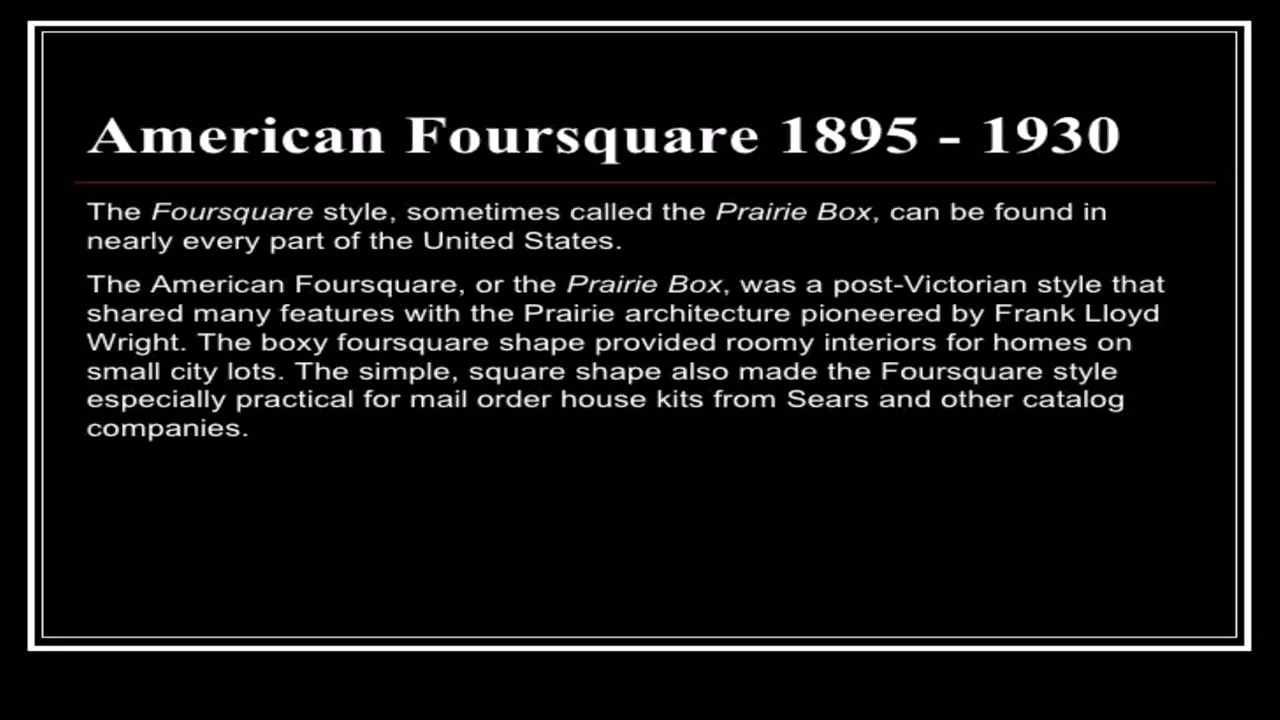 American Foursquare 1895 - 1930
The Foursquare style, sometimes called the Prairie Box, can be found in
nearly every part of the United States.
The American Foursquare, or the Prairie Box, was a post-Victorian style that
shared many features with the Prairie architecture pioneered by Frank Lloyd
Wright. The boxy foursquare shape provided roomy interiors for homes on
small city lots. The simple, square shape also made the Foursquare style
especially practical for mail order house kits from Sears and other catalog
companies.